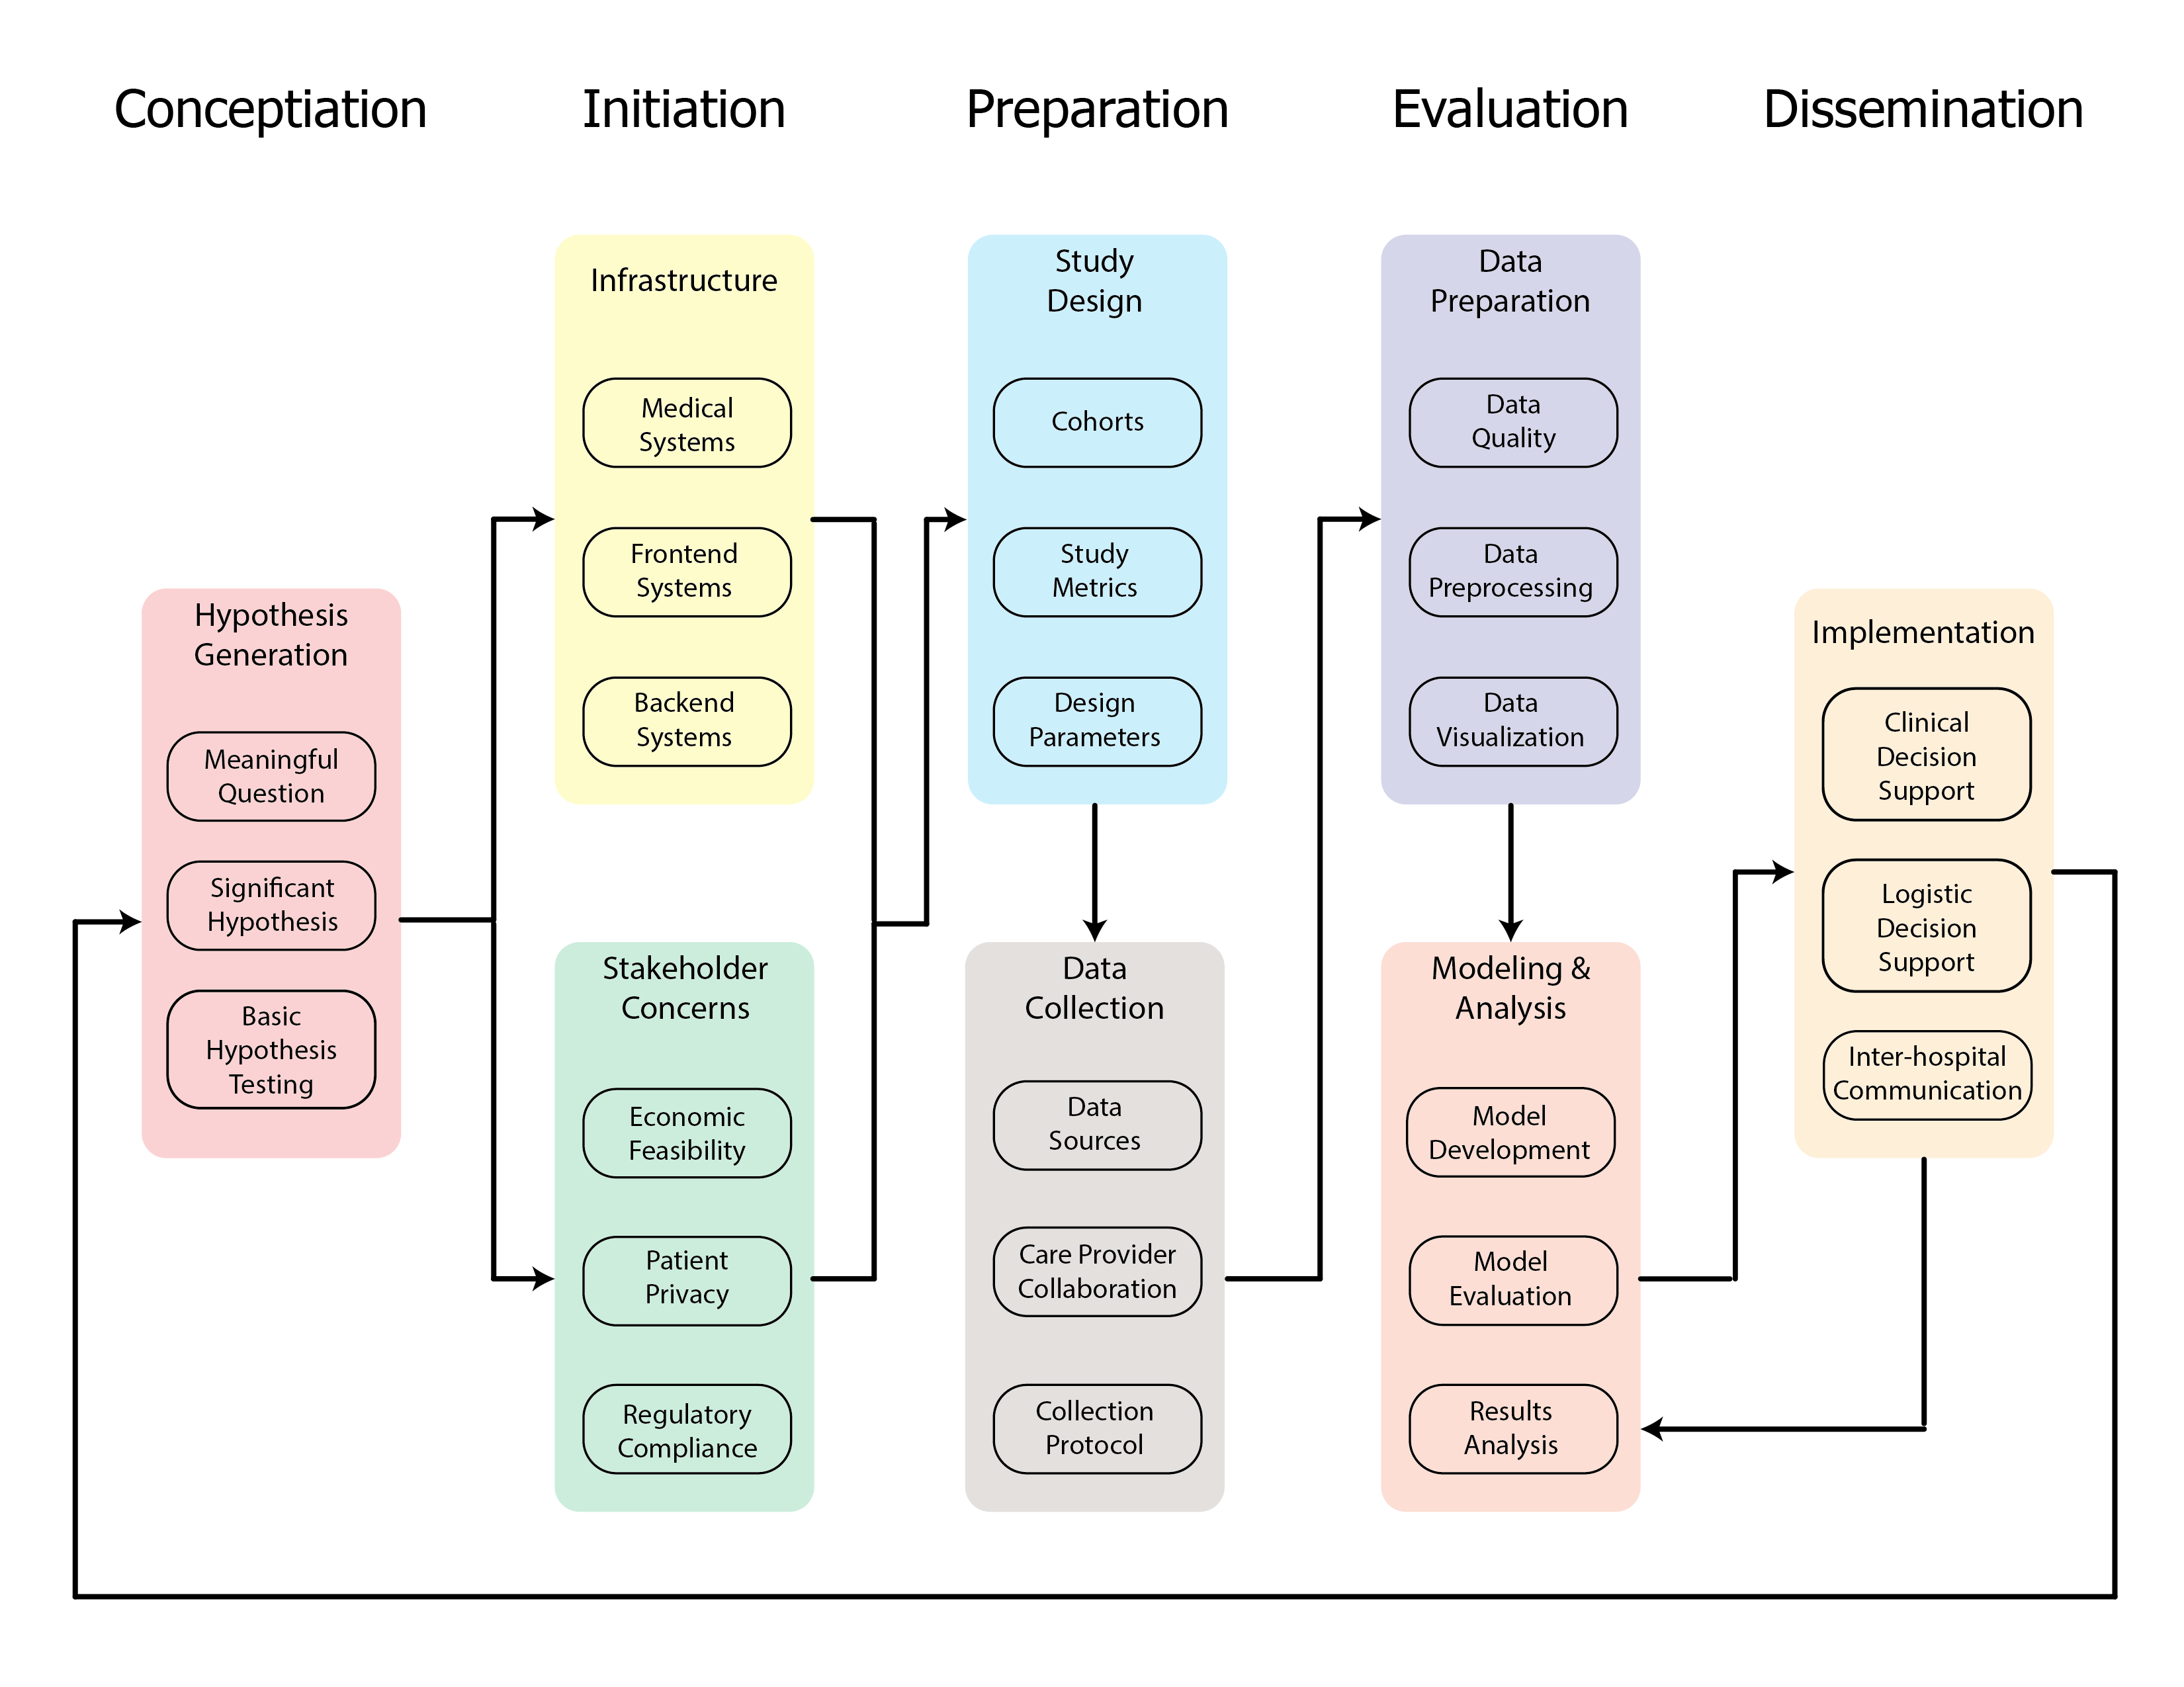 Conceptiation
Initiation
Preparation
Evaluation
Dissemination
Hypothesis
Generation
Meaningful
Question
Significant
Hypothesis
Basic
Hypothesis
Testing
Infrastructure
Medical
Systems
Frontend
Systems
Backend
Systems
Stakeholder
Concerns
Economic
Feasibility
Patient
Privacy
Regulatory
Compliance
Study
Design
Cohorts
Study
Metrics
Design
Parameters
Data
Collection
Data
Sources
Care Provider
Collaboration
Collection
Protocol
Data
Preparation
Data
Quality
Data
Preprocessing
Data
Visualization
Modeling &
Analysis
Model
Development
Model
Evaluation
Results
Analysis
Implementation
Clinical
Decision
Support
Logistic
Decision
Support
Inter-hospital
Communication